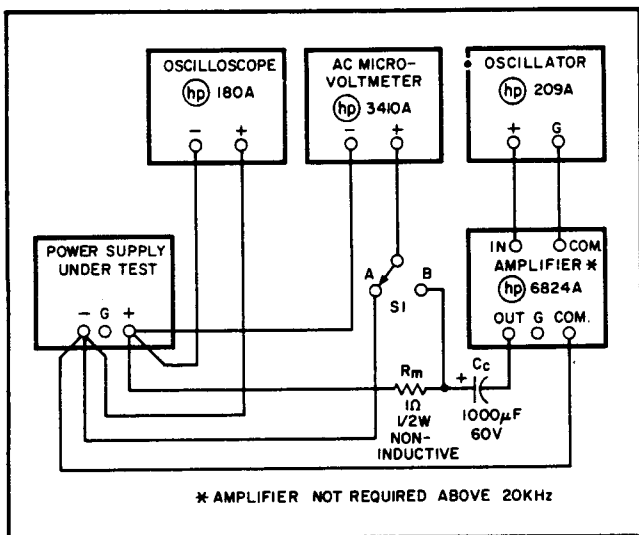 OSCILLOSCOPE
hp 180A
- +
AC MICRO-
VOLTMETER
hp 3410A
- +
OSCILLATOR
hp 209A
+ G
POWER SUPPLY
UNDER TEST
- G +
A B
S1
IN COM.
AMPLIFIER *
hp 6824A
OUT G COM.
Rm
1Ω
1/2W
NON-
INDUCTIVE
+ Cc
1000µF
60V
* AMPLIFIER NOT REQUIRED ABOVE 20KHz